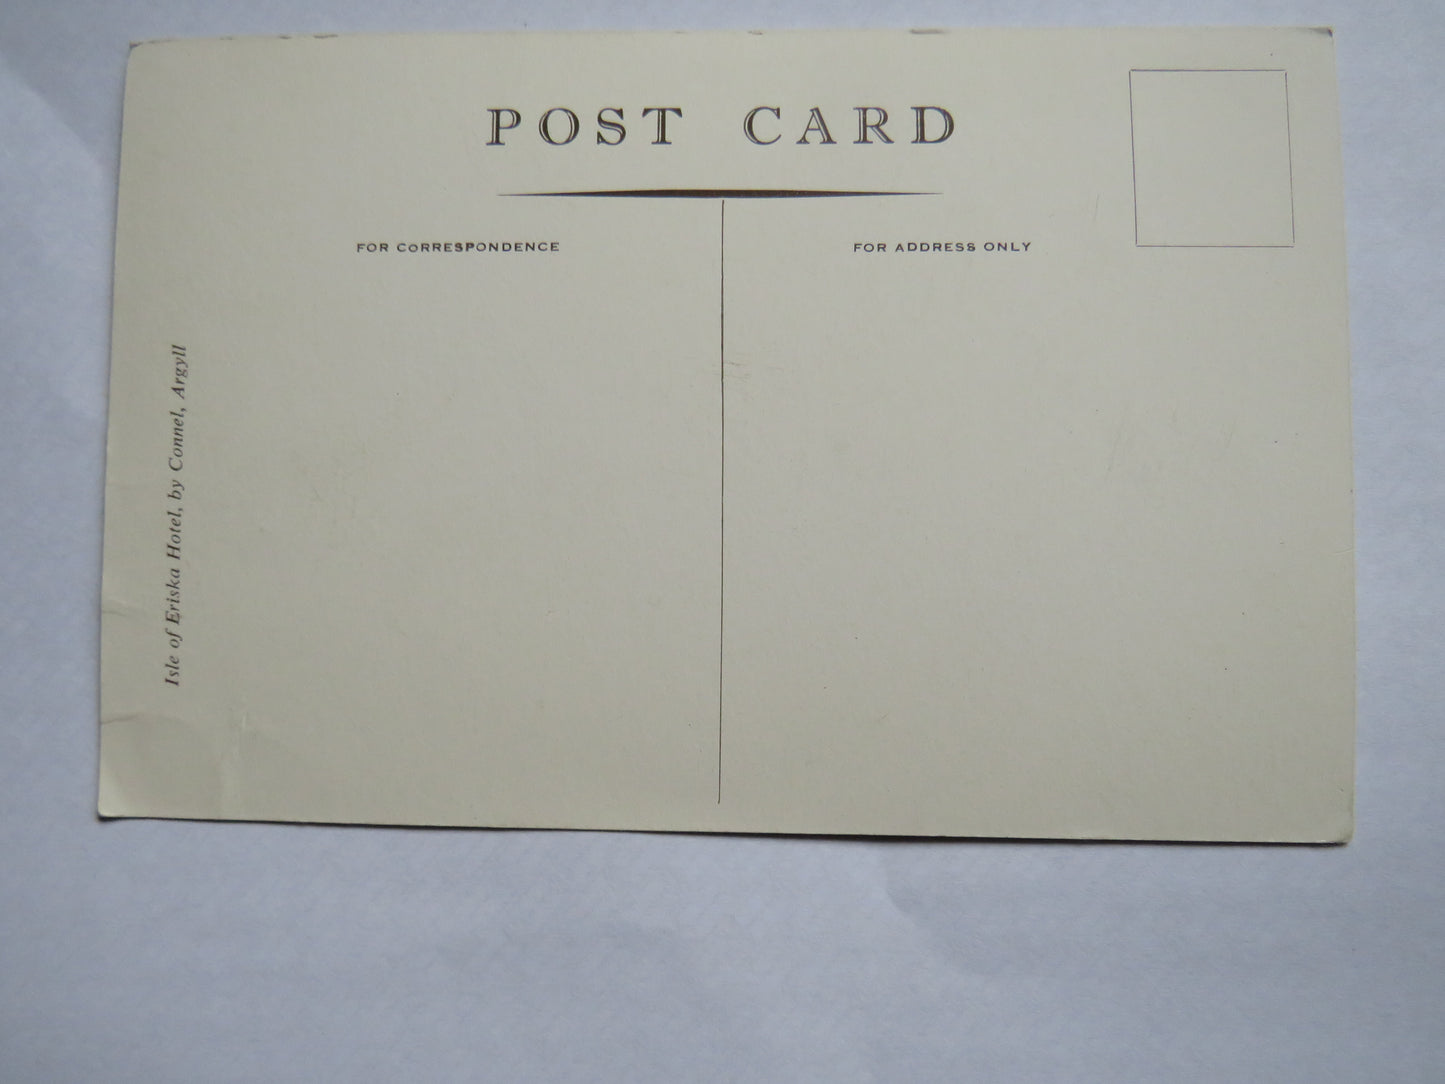 POST CARD
FOR CORRESPONDENCE
FOR ADDRESS ONLY
Isle of Eriska Hotel, by Connel, Argyll